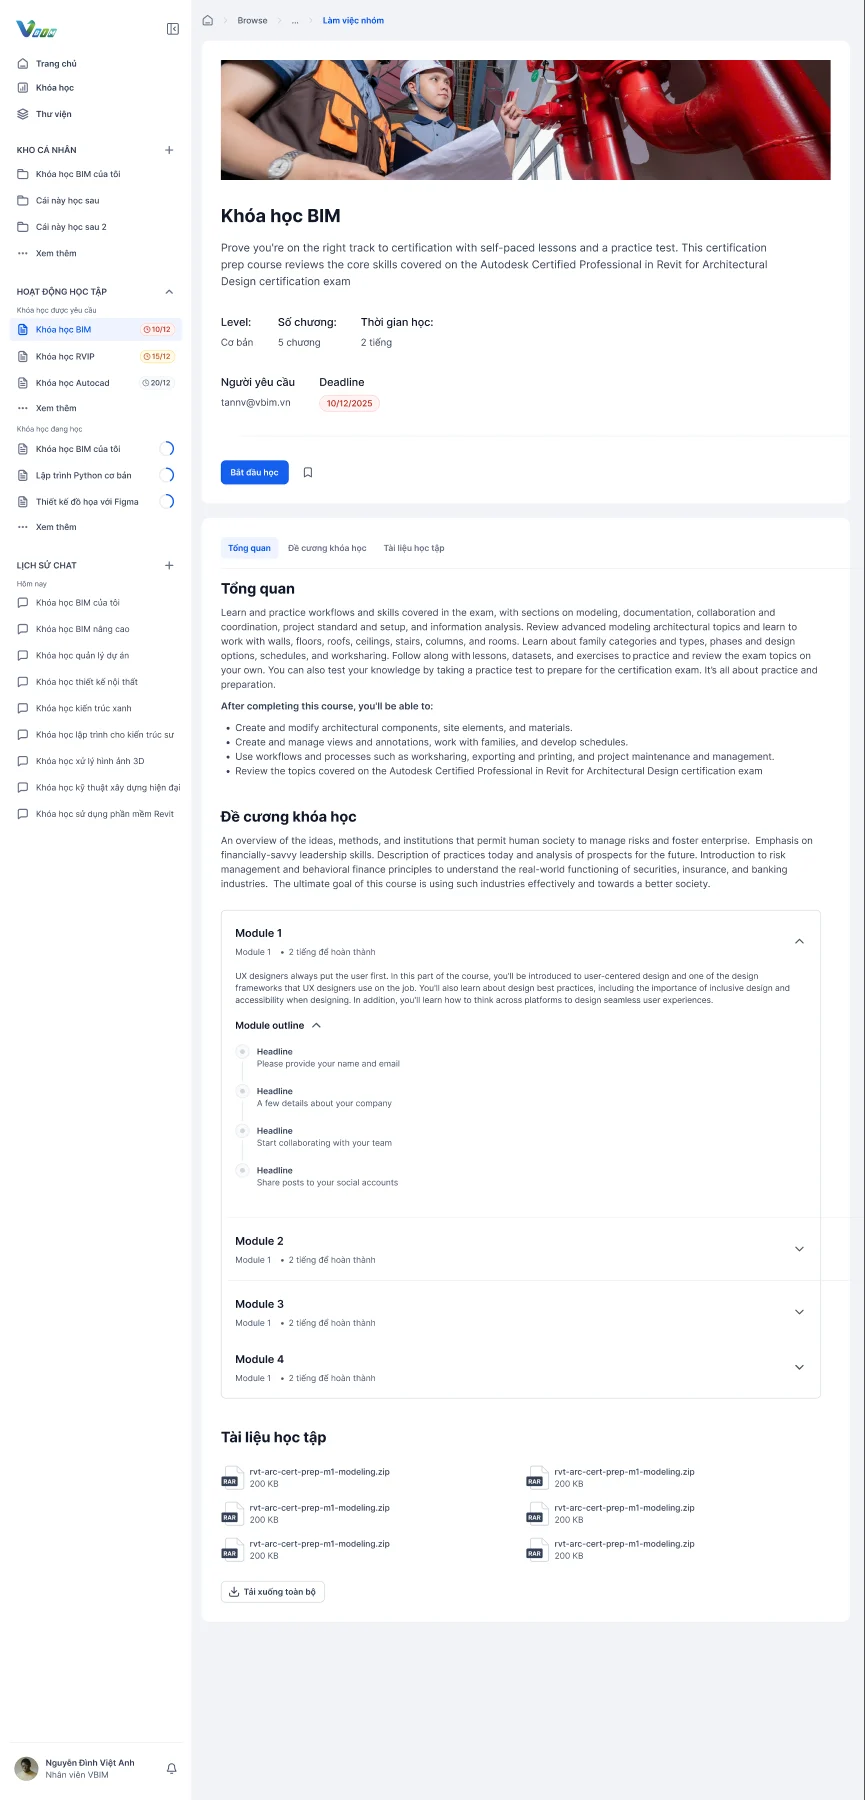 VBIM
Trang chủ
Khóa học
Thư viện
KHO CÁ NHÂN
Khóa học BIM của tôi
Cái này học sau
Cái này học sau 2
Xem thêm
HOẠT ĐỘNG HỌC TẬP
Khóa học được yêu cầu
Khóa học BIM
10/12
Khóa học RVIP
15/12
Khóa học Autocad
20/12
Xem thêm
Khóa học đang học
Khóa học BIM của tôi
Lập trình Python cơ bản
Thiết kế đồ họa với Figma
Xem thêm
LỊCH SỬ CHAT
Hôm nay
Khóa học BIM của tôi
Khóa học BIM nâng cao
Khóa học quản lý dự án
Khóa học thiết kế nội thất
Khóa học kiến trúc xanh
Khóa học lập trình cho kiến trúc sư
Khóa học xử lý hình ảnh 3D
Khóa học kỹ thuật xây dựng hiện đại
Khóa học sử dụng phần mềm Revit
Nguyễn Đình Việt Anh
Nhân viên VBIM
Browse ... Làm việc nhóm
Khóa học BIM
Prove you're on the right track to certification with self-paced lessons and a practice test. This certification
prep course reviews the core skills covered on the Autodesk Certified Professional in Revit for Architectural
Design certification exam
Level: Số chương: Thời gian học:
Cơ bản 5 chương 2 tiếng
Người yêu cầu Deadline
tannv@vbim.vn 10/12/2025
Bắt đầu học
Tổng quan Đề cương khóa học Tài liệu học tập
Tổng quan
Learn and practice workflows and skills covered in the exam, with sections on modeling, documentation, collaboration and
coordination, project standard and setup, and information analysis. Review advanced modeling architectural topics and learn to
work with walls, floors, roofs, ceilings, stairs, columns, and rooms. Learn about family categories and types, phases and design
options, schedules, and worksharing. Follow along with lessons, datasets, and exercises to practice and review the exam topics on
your own. You can also test your knowledge by taking a practice test to prepare for the certification exam. It's all about practice and
preparation.
After completing this course, you'll be able to:
• Create and modify architectural components, site elements, and materials.
• Create and manage views and annotations, work with families, and develop schedules.
• Use workflows and processes such as worksharing, exporting and printing, and project maintenance and management.
• Review the topics covered on the Autodesk Certified Professional in Revit for Architectural Design certification exam
Đề cương khóa học
An overview of the ideas, methods, and institutions that permit human society to manage risks and foster enterprise. Emphasis on
financially-savvy leadership skills. Description of practices today and analysis of prospects for the future. Introduction to risk
management and behavioral finance principles to understand the real-world functioning of securities, insurance, and banking
industries. The ultimate goal of this course is using such industries effectively and towards a better society.
Module 1
Module 1 • 2 tiếng để hoàn thành
UX designers always put the user first. In this part of the course, you'll be introduced to user-centered design and one of the design
frameworks that UX designers use on the job. You'll also learn about design best practices, including the importance of inclusive design and
accessibility when designing. In addition, you'll learn how to think across platforms to design seamless user experiences.
Module outline
Headline
Please provide your name and email
Headline
A few details about your company
Headline
Start collaborating with your team
Headline
Share posts to your social accounts
Module 2
Module 1 • 2 tiếng để hoàn thành
Module 3
Module 1 • 2 tiếng để hoàn thành
Module 4
Module 1 • 2 tiếng để hoàn thành
Tài liệu học tập
RAR rvt-arc-cert-prep-m1-modeling.zip
200 KB
RAR rvt-arc-cert-prep-m1-modeling.zip
200 KB
RAR rvt-arc-cert-prep-m1-modeling.zip
200 KB
RAR rvt-arc-cert-prep-m1-modeling.zip
200 KB
RAR rvt-arc-cert-prep-m1-modeling.zip
200 KB
RAR rvt-arc-cert-prep-m1-modeling.zip
200 KB
Tải xuống toàn bộ